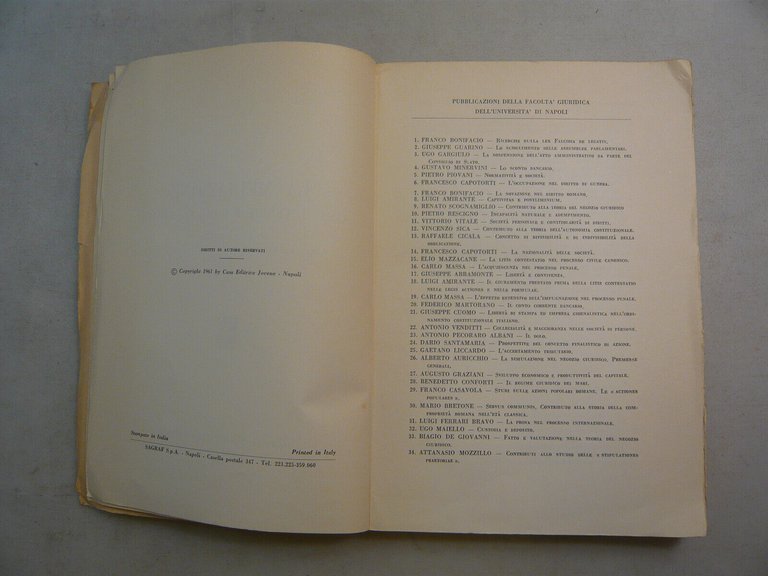 DIRITTI DI AUTORE RISERVATI
© Copyright 1961 by Casa Editrice Jovene - Napoli
Stampato in Italia
Printed in Italy
SAGRAF S.p.A. - Napoli - Casella postale 347 - Tel. 221.225-359.060
PUBBLICAZIONI DELLA FACOLTA' GIURIDICA
DELL'UNIVERSITA' DI NAPOLI
1. FRANCO BONIFACIO — Ricerche sulla lex Falcidia de legatis.
2. GIUSEPPE GUARINO — Lo scioglimento delle assemblee parlamentari.
3. UGO GARGIULO — La sospensione dell'atto amministrativo da parte del
Consiglio di Stato.
4. GUSTAVO MINERVINI — Lo sconto bancario.
5. PIETRO PIOVANI — Normatività e società.
6. FRANCESCO CAPOTORTI — L'occupazione nel diritto di guerra.
7. FRANCO BONIFACIO — La novazione nel diritto romano.
8. LUIGI AMIRANTE — Captivitas e postliminium.
9. RENATO SCOGNAMIGLIO — Contributo alla teoria del negozio giuridico
10. PIETRO RESCIGNO — Incapacità naturale e adempimento.
11. VITTORIO VITALE — Società personale e contitolarità di diritti.
12. VINCENZO SICA — Contributo alla teoria dell'autonomia costituzionale.
13. RAFFAELE CICALA — Concetto di divisibilità e di indivisibilità della
obbligazione.
14. FRANCESCO CAPOTORTI — La nazionalità delle società.
15. ELIO MAZZACANE — La litis contestatio nel processo civile canonico.
16. CARLO MASSA — L'acquiescenza nel processo penale.
17. GIUSEPPE ABBAMONTE — Libertà e convivenza.
18. LUIGI AMIRANTE — Il giuramento prestato prima della litis contestatio
nelle legis actiones e nelle formulae.
19. CARLO MASSA — L'effetto estensivo dell'impugnazione nel processo penale.
20. FEDERICO MARTORANO — Il conto corrente bancario.
21. GIUSEPPE CUOMO — Libertà di stampa ed impresa giornalistica nell'ordi-
namento costituzionale italiano.
22. ANTONIO VENDITTI — Collegialità e maggioranza nelle società di persone.
23. ANTONIO PECORARO ALBANI — Il dolo.
24. DARIO SANTAMARIA — Prospettive del concetto finalistico di azione.
25. GAETANO LICCARDO — L'accertamento tributario.
26. ALBERTO AURICCHIO — La simulazione nel negozio giuridico. Premesse
generali.
27. AUGUSTO GRAZIANI — Sviluppo economico e produttività del capitale.
28. BENEDETTO CONFORTI — Il regime giuridico dei mari.
29. FRANCO CASAVOLA — Studi sulle azioni popolari romane. Le « actiones
populares ».
30. MARIO BRETONE — Servus communis. Contributo alla storia della com-
proprietà romana nell'età classica.
31. LUIGI FERRARI BRAVO — La prova nel processo internazionale.
32. UGO MAIELLO — Custodia e deposito.
33. BIAGIO DE GIOVANNI — Fatto e valutazione nella teoria del negozio
giuridico.
34. ATTANASIO MOZZILLO — Contributi allo studio delle « stipulationes
praetoriae ».